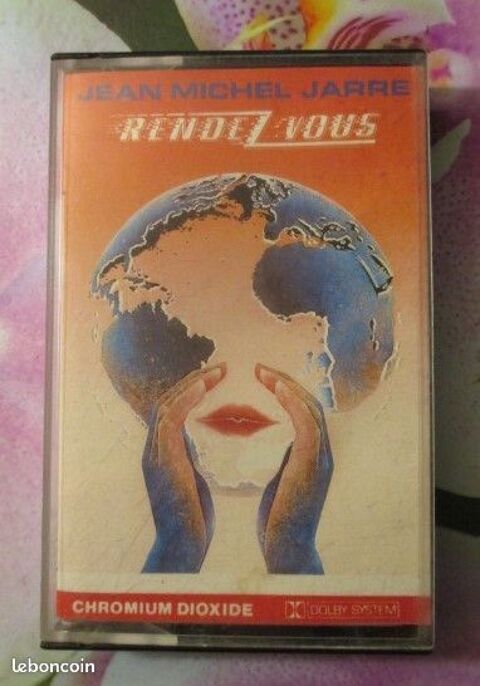 JEAN MICHEL JARRE
RENDEZ-VOUS
CHROMIUM DIOXIDE DOLBY SYSTEM
leboncoin